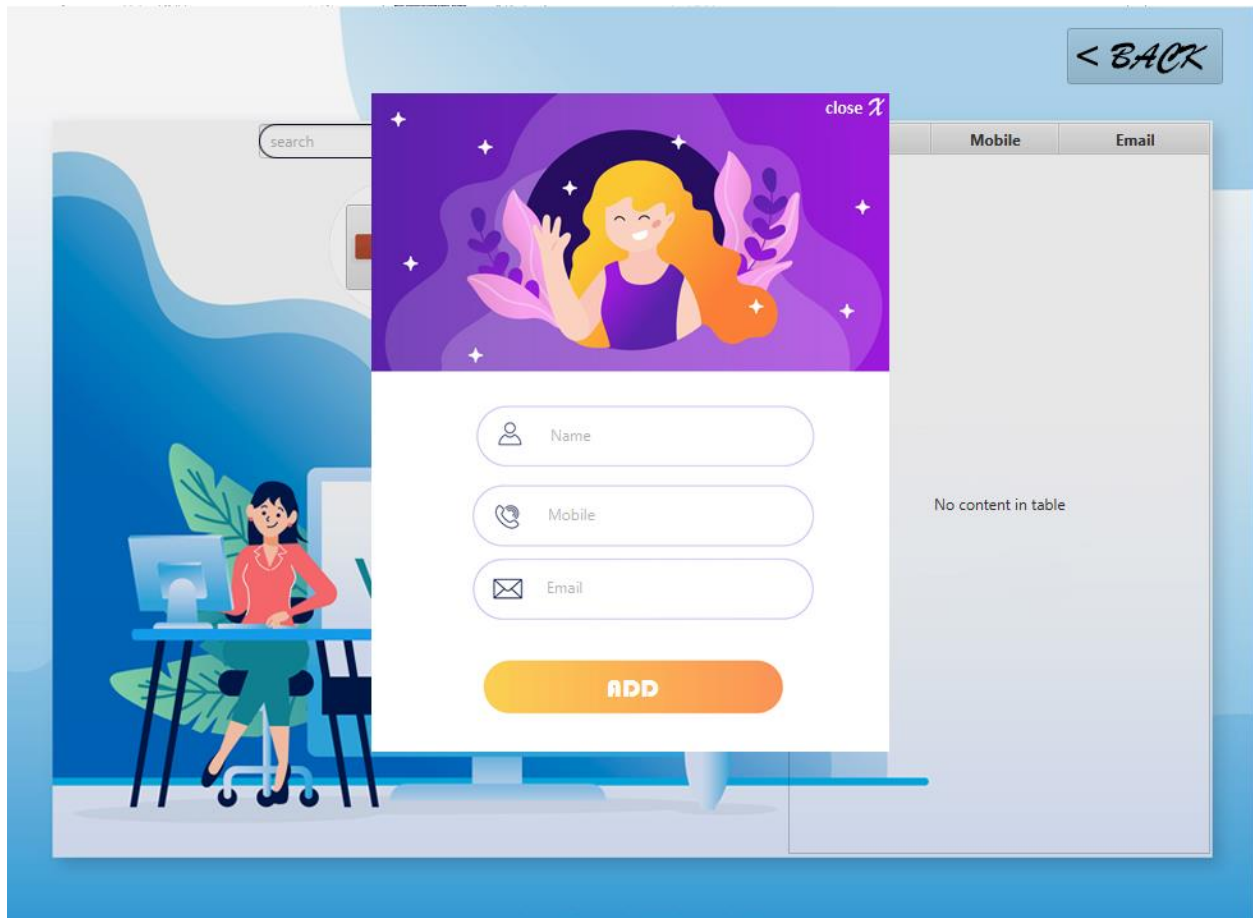 < BACK
close X
search
Mobile Email
Name
Mobile
No content in table
Email
ADD